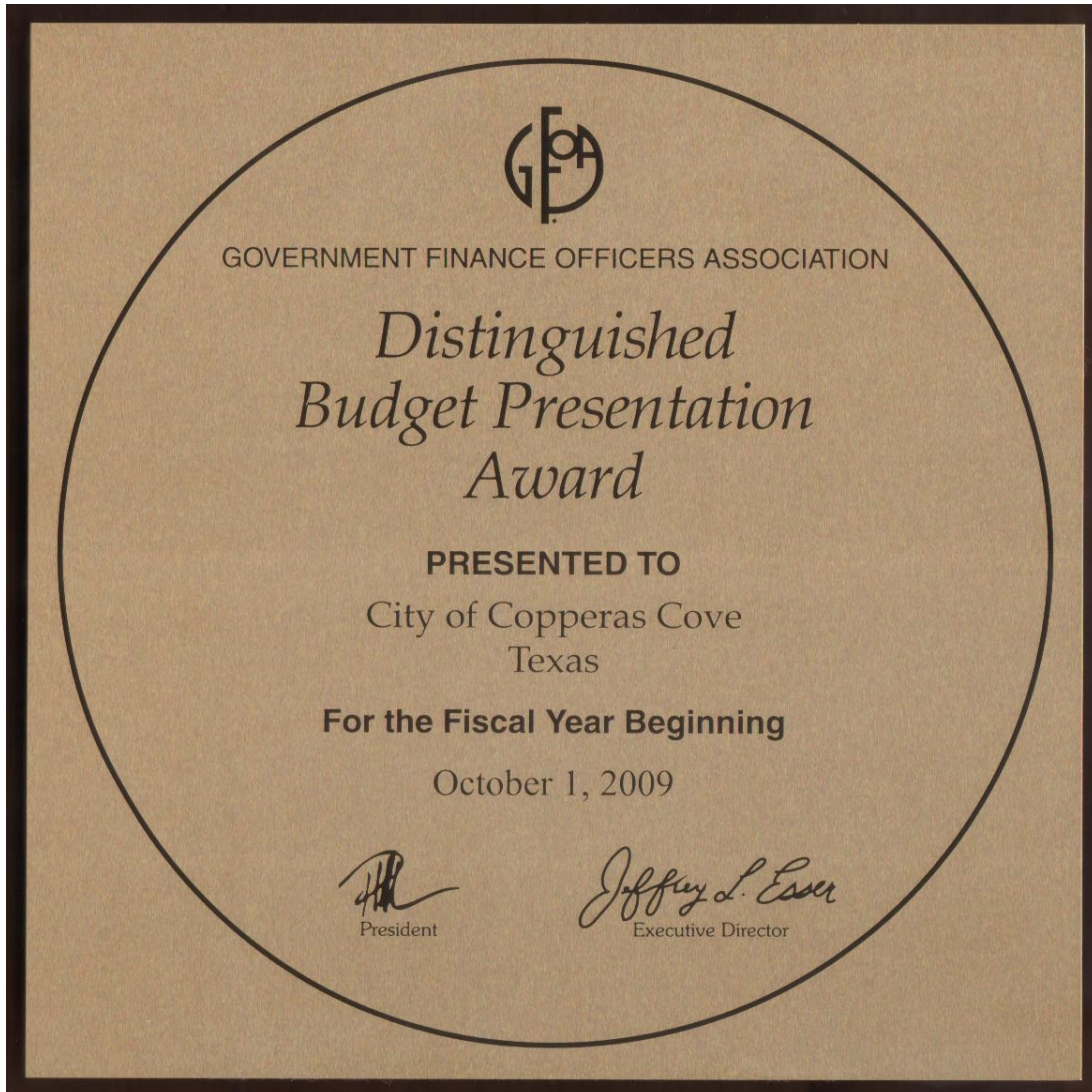 GFOA
GOVERNMENT FINANCE OFFICERS ASSOCIATION
Distinguished
Budget Presentation
Award
PRESENTED TO
City of Copperas Cove
Texas
For the Fiscal Year Beginning
October 1, 2009
Jeffrey L. Esser
President
Executive Director